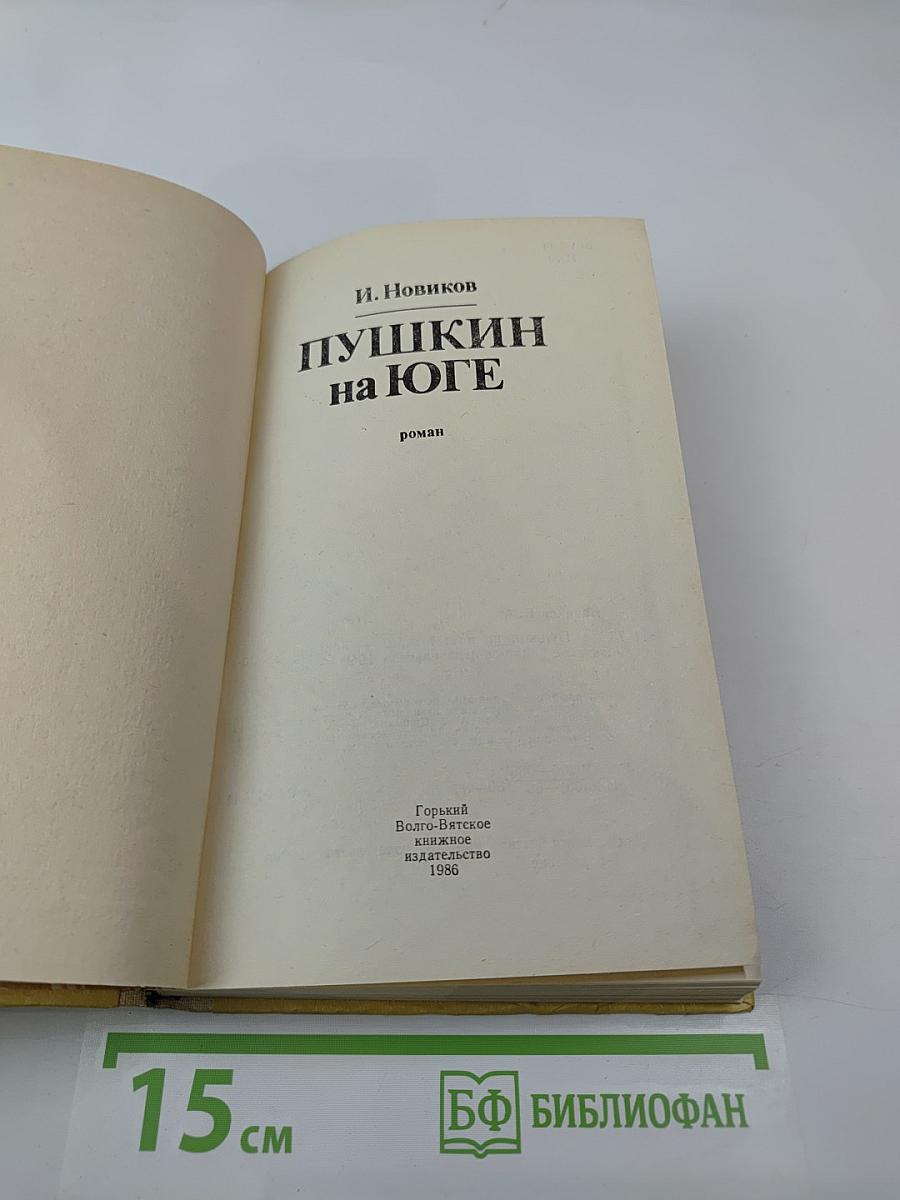 И. Новиков
ПУШКИН
на ЮГЕ
роман
Горький
Волго-Вятское
книжное
издательство
1986
15 см
БФ БИБЛИОФАН